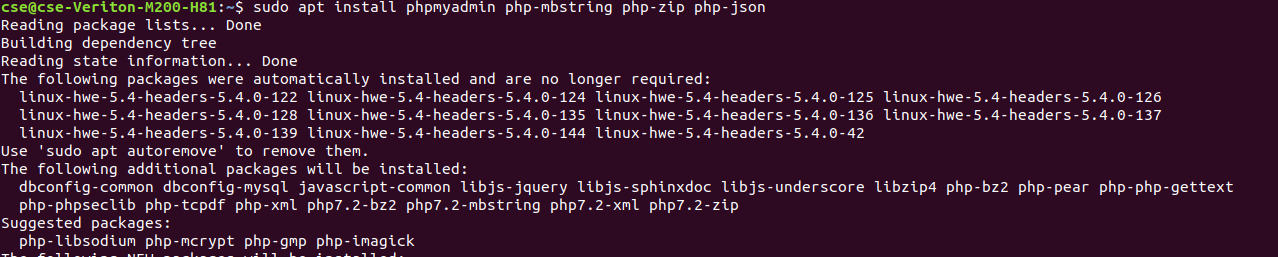 cse@cse-Veriton-M200-H81:~$ sudo apt install phpmyadmin php-mbstring php-zip php-json
Reading package lists... Done
Building dependency tree
Reading state information... Done
The following packages were automatically installed and are no longer required:
  linux-hwe-5.4-headers-5.4.0-122 linux-hwe-5.4-headers-5.4.0-124 linux-hwe-5.4-headers-5.4.0-125 linux-hwe-5.4-headers-5.4.0-126
  linux-hwe-5.4-headers-5.4.0-128 linux-hwe-5.4-headers-5.4.0-135 linux-hwe-5.4-headers-5.4.0-136 linux-hwe-5.4-headers-5.4.0-137
  linux-hwe-5.4-headers-5.4.0-139 linux-hwe-5.4-headers-5.4.0-144 linux-hwe-5.4-headers-5.4.0-42
Use 'sudo apt autoremove' to remove them.
The following additional packages will be installed:
  dbconfig-common dbconfig-mysql javascript-common libjs-jquery libjs-sphinxdoc libjs-underscore libzip4 php-bz2 php-pear php-php-gettext
  php-phpseclib php-tcpdf php-xml php7.2-bz2 php7.2-mbstring php7.2-xml php7.2-zip
Suggested packages:
  php-libsodium php-mcrypt php-gmp php-imagick
The following NEW packages will be installed: